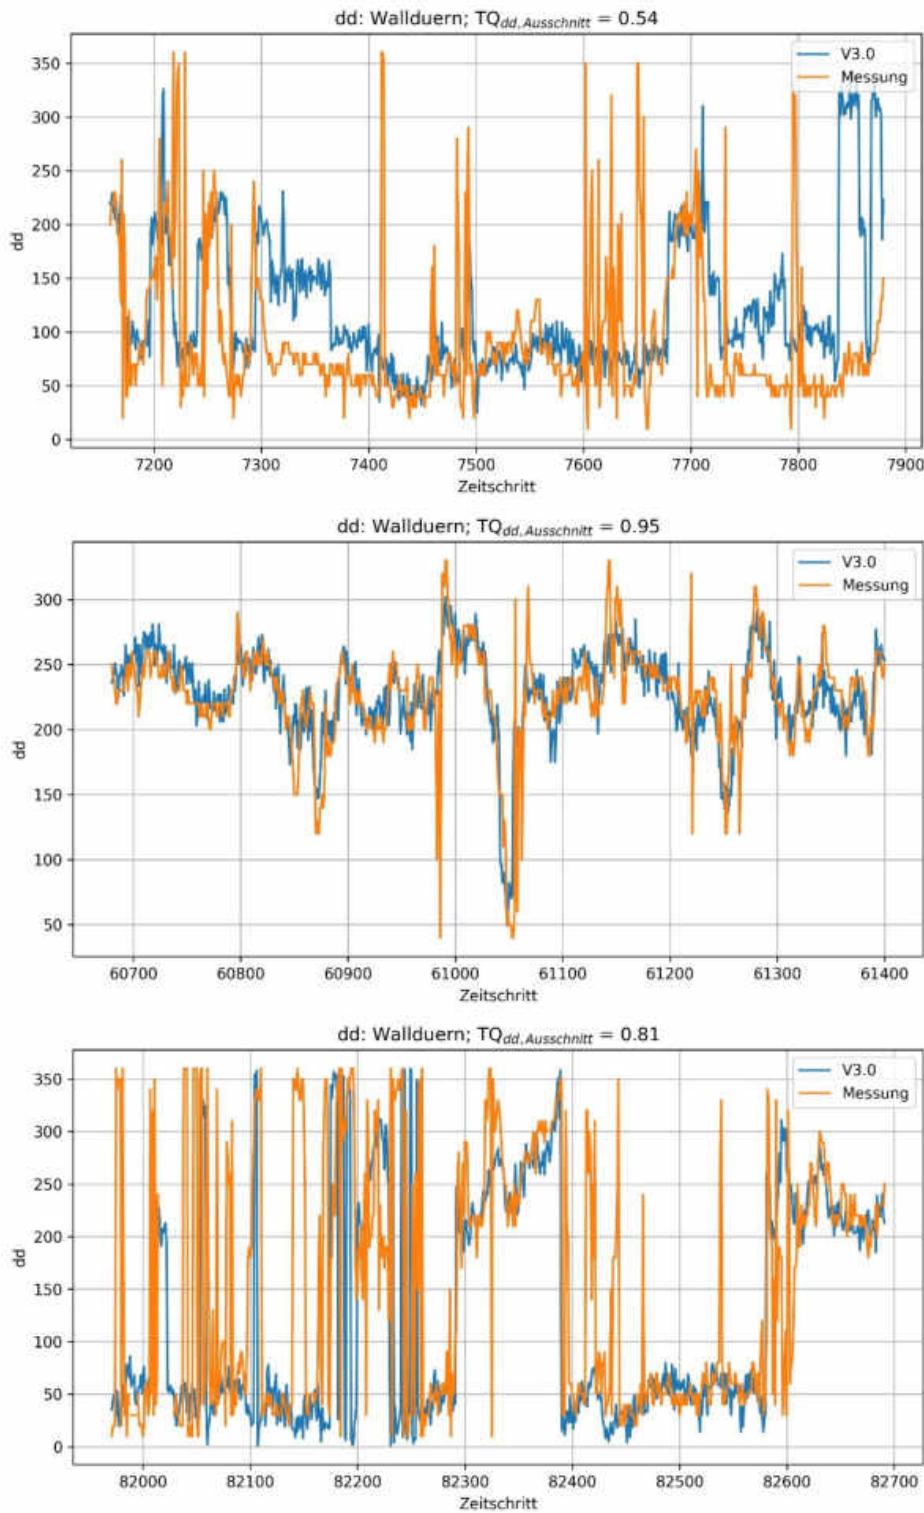 dd: Wallduern; TQdd,Ausschnitt = 0.54
V3.0
Messung
350
300
250
200
150
100
50
0
dd
7200 7300 7400 7500 7600 7700 7800 7900
Zeitschritt
dd: Wallduern; TQdd,Ausschnitt = 0.95
V3.0
Messung
300
250
200
150
100
50
dd
60700 60800 60900 61000 61100 61200 61300 61400
Zeitschritt
dd: Wallduern; TQdd,Ausschnitt = 0.81
V3.0
Messung
350
300
250
200
150
100
50
0
dd
82000 82100 82200 82300 82400 82500 82600 82700
Zeitschritt